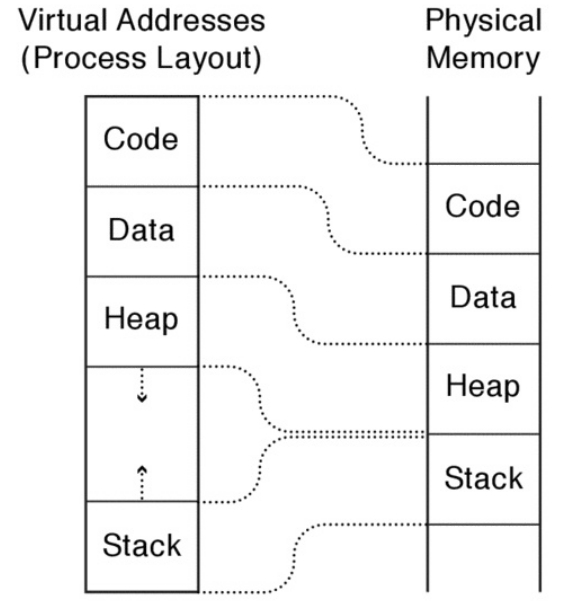 Virtual Addresses
(Process Layout)
Physical
Memory
Code
Data
Heap
Stack
Code
Data
Heap
Stack